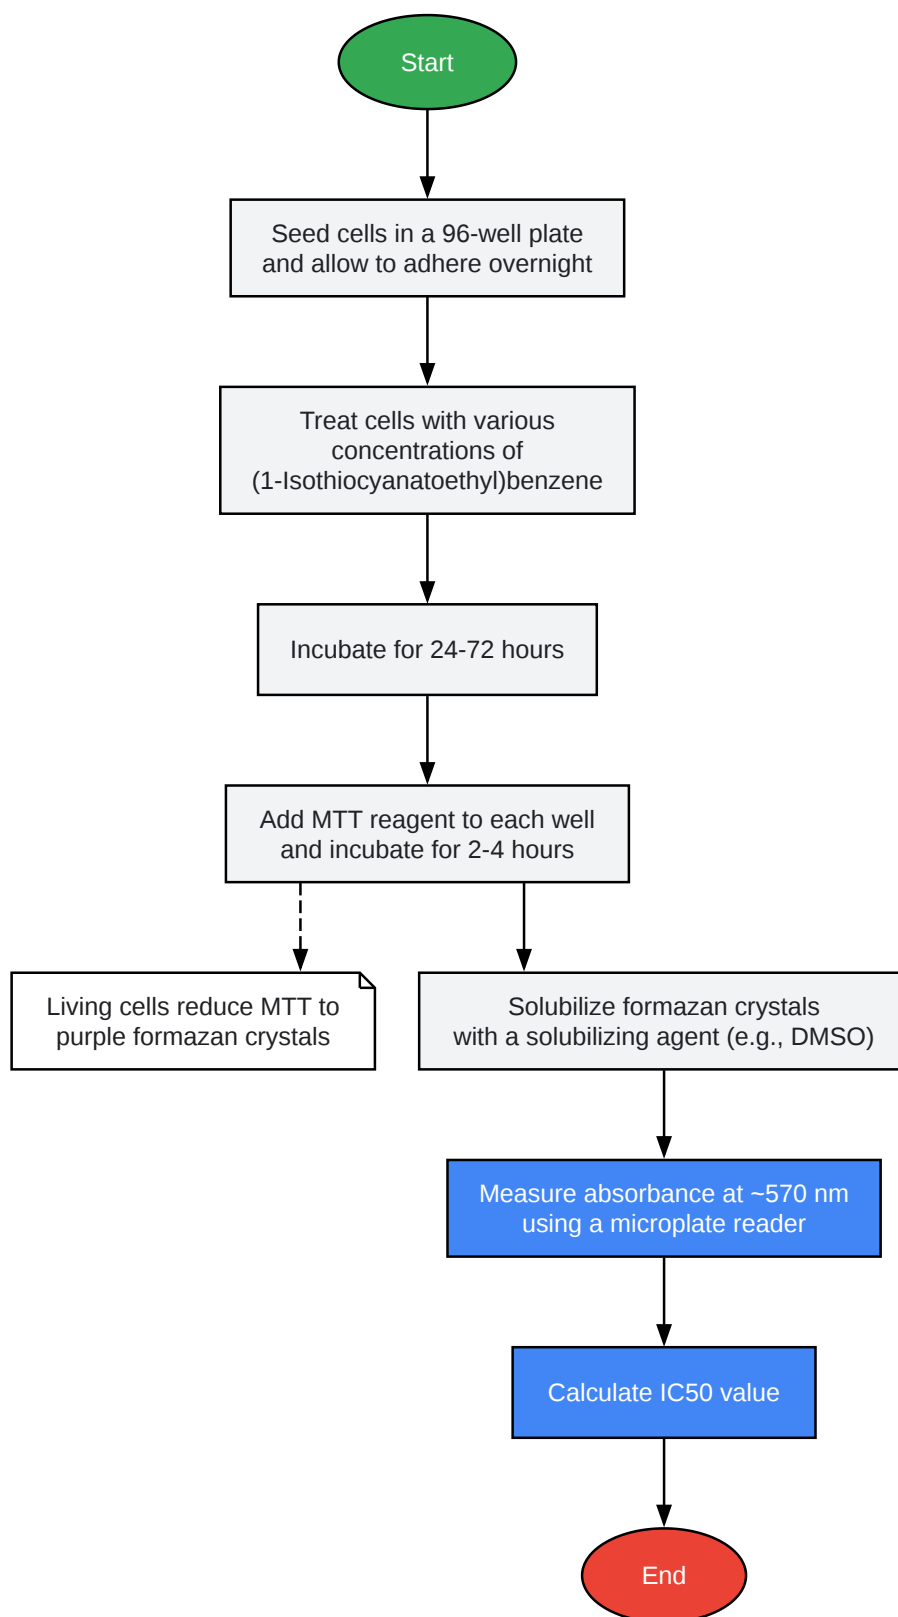 Start
Seed cells in a 96-well plate
and allow to adhere overnight
Treat cells with various
concentrations of
(1-Isothiocyanatoethyl)benzene
Incubate for 24-72 hours
Add MTT reagent to each well
and incubate for 2-4 hours
Living cells reduce MTT to
purple formazan crystals
Solubilize formazan crystals
with a solubilizing agent (e.g., DMSO)
Measure absorbance at ~570 nm
using a microplate reader
Calculate IC50 value
End